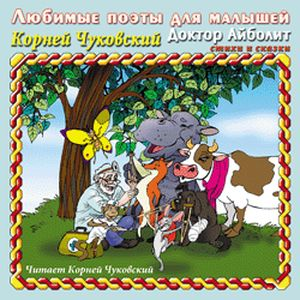 Любимые поэты для малышей
Корней Чуковский
Доктор Айболит
стихи и сказки
Читает Корней Чуковский